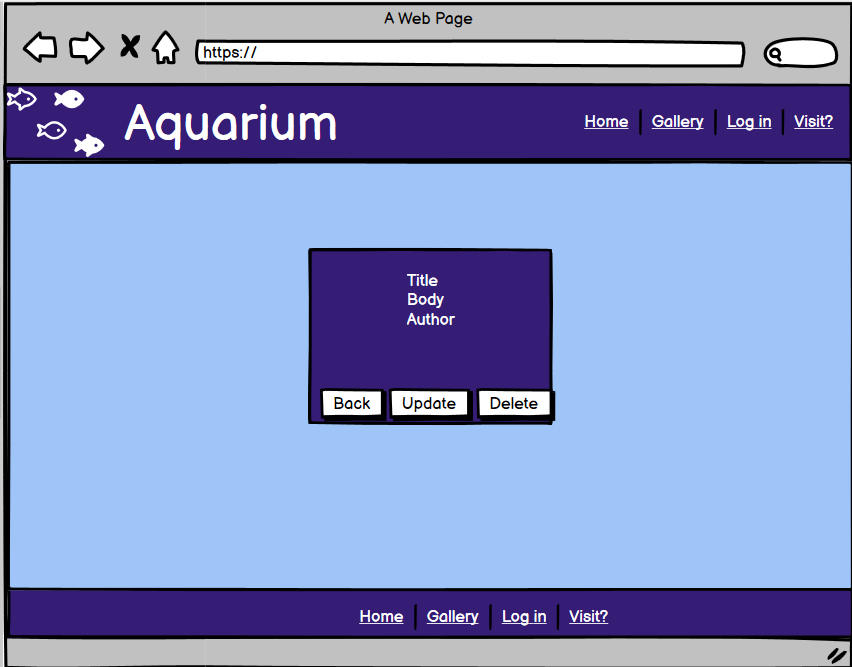 A Web Page
https://
Aquarium
Home Gallery Log in Visit?
Title
Body
Author
Back Update Delete
Home Gallery Log in Visit?